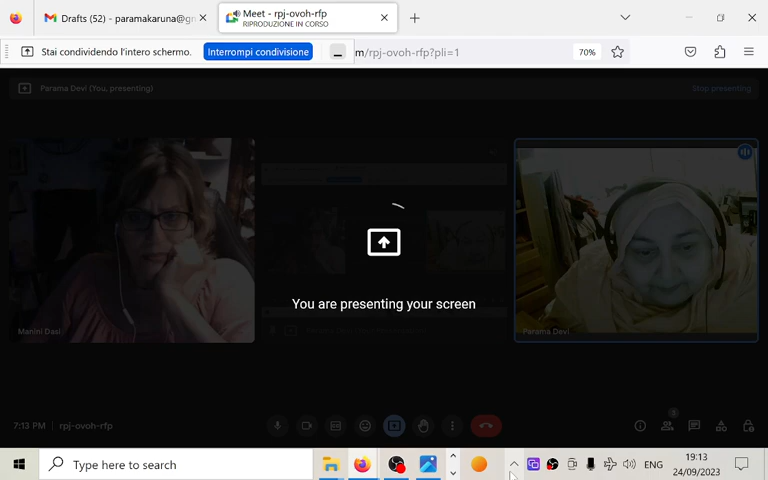 Drafts (52) - paramakaruna@gn
Meet - rpj-ovoh-rfp
RIPRODUZIONE IN CORSO
Stai condividendo l'intero schermo.
Interrompi condivisione
m/rpj-ovoh-rfp?pli=1
70%
Parama Devi (You, presenting)
Stop presenting
You are presenting your screen
Manini Dasi
Parama Devi
7:13 PM | rpj-ovoh-rfp
3
Type here to search
ENG
19:13
24/09/2023